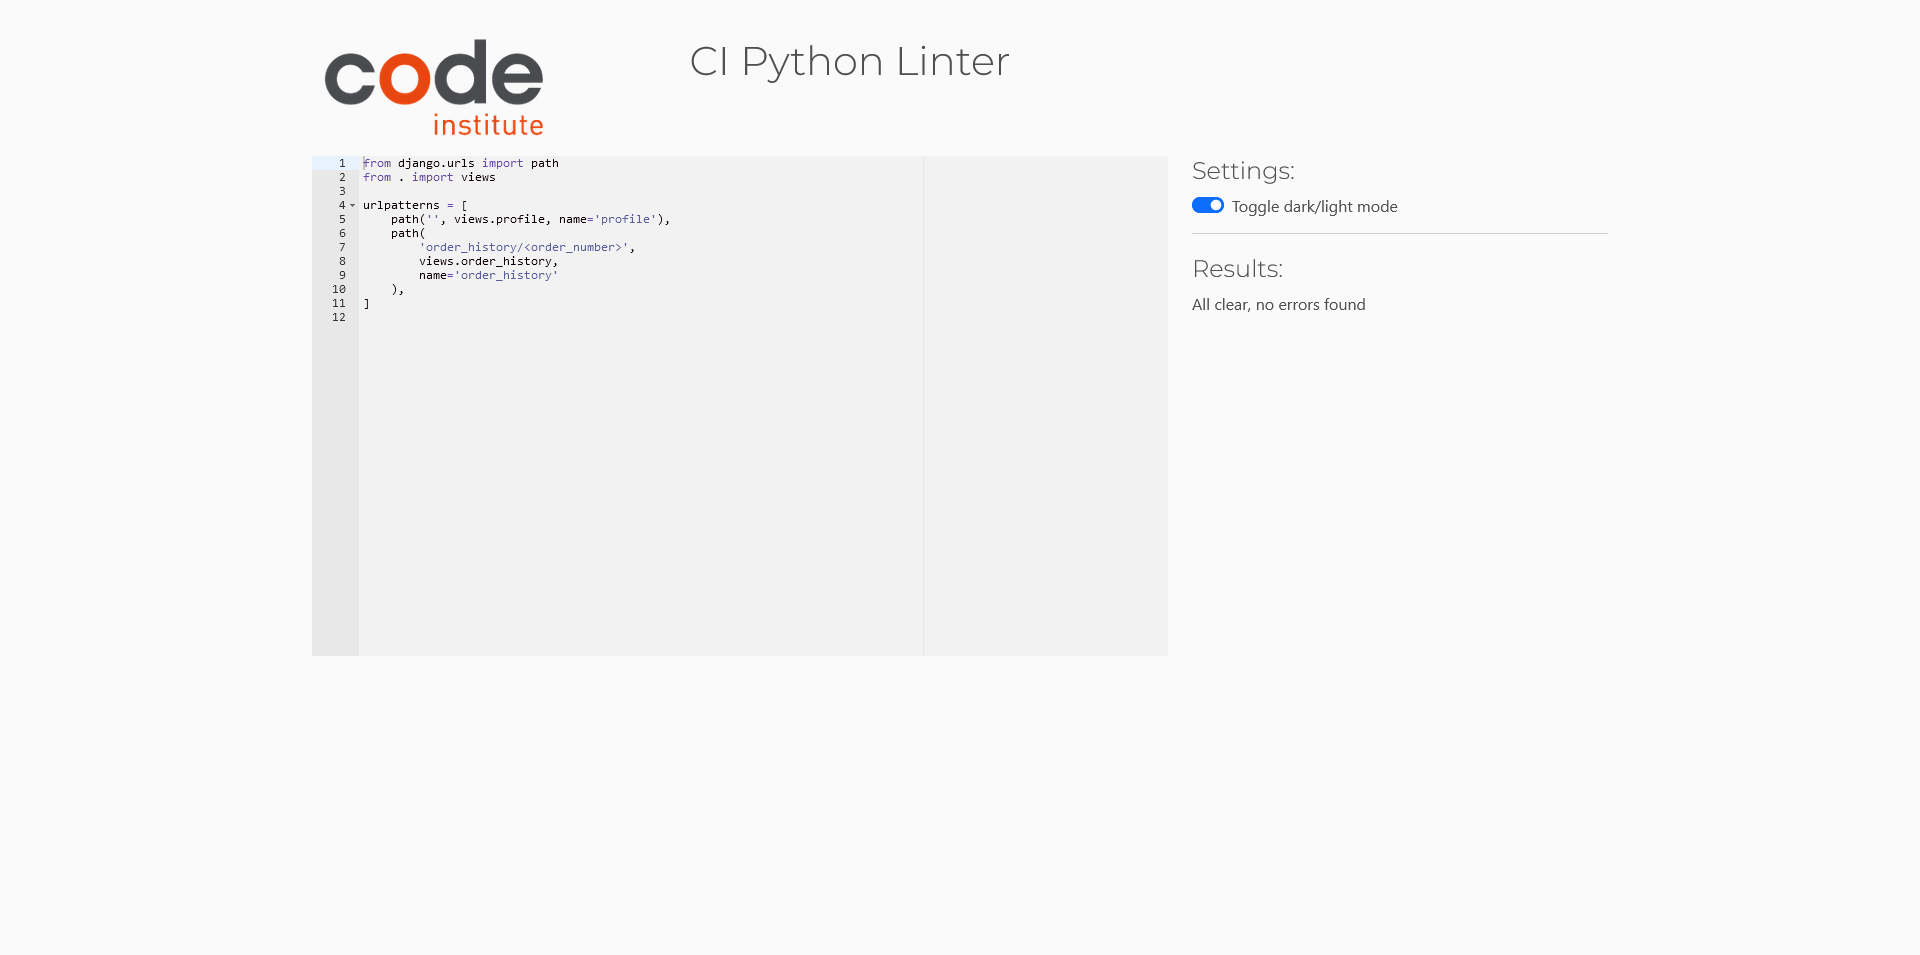 code
institute
CI Python Linter
1 from django.urls import path
2 from . import views
3
4 urlpatterns = [
5     path('', views.profile, name='profile'),
6     path(
7         'order_history/<order_number>',
8         views.order_history,
9         name='order_history'
10     ),
11 ]
12
Settings:
Toggle dark/light mode
Results:
All clear, no errors found